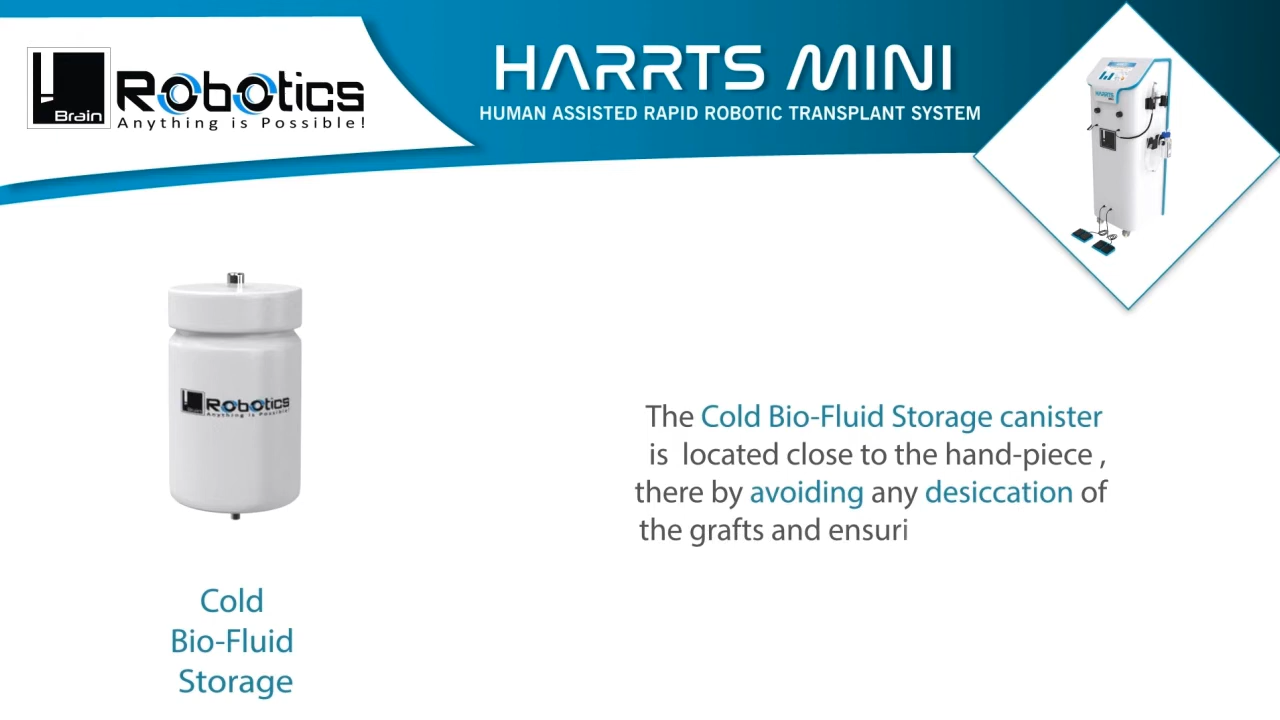 Brain
Robotics
Anything is Possible!
HARRTS MINI
HUMAN ASSISTED RAPID ROBOTIC TRANSPLANT SYSTEM
HARRTS
Robotics
Anything is Possible!
The Cold Bio-Fluid Storage canister
is located close to the hand-piece ,
there by avoiding any desiccation of
the grafts and ensuri
Cold
Bio-Fluid
Storage